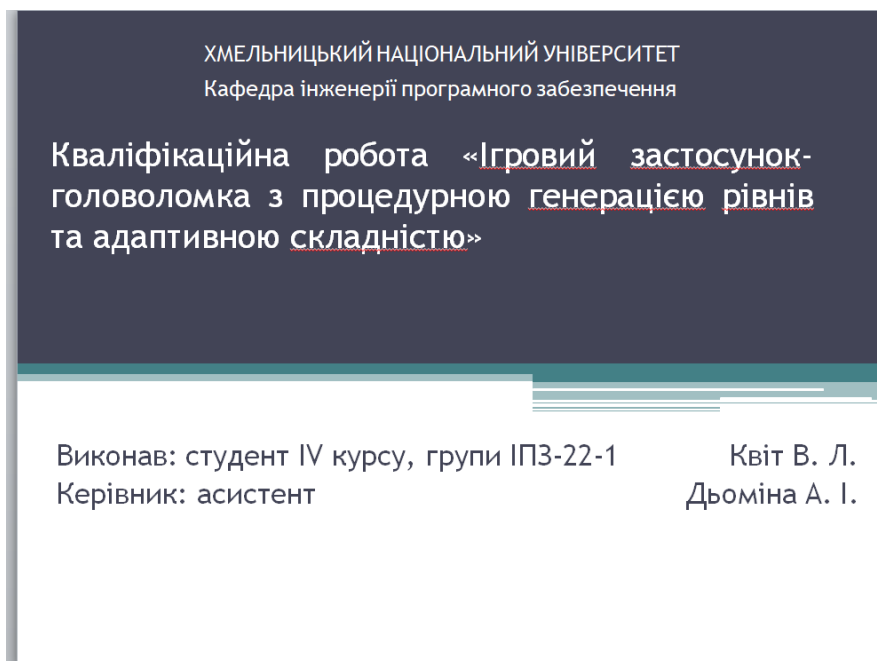 ХМЕЛЬНИЦЬКИЙ НАЦІОНАЛЬНИЙ УНІВЕРСИТЕТ
Кафедра інженерії програмного забезпечення
Кваліфікаційна робота «Ігровий застосунок-
головоломка з процедурною генерацією рівнів
та адаптивною складністю»
Виконав: студент IV курсу, групи ІПЗ-22-1 Квіт В. Л.
Керівник: асистент Дьоміна А. І.